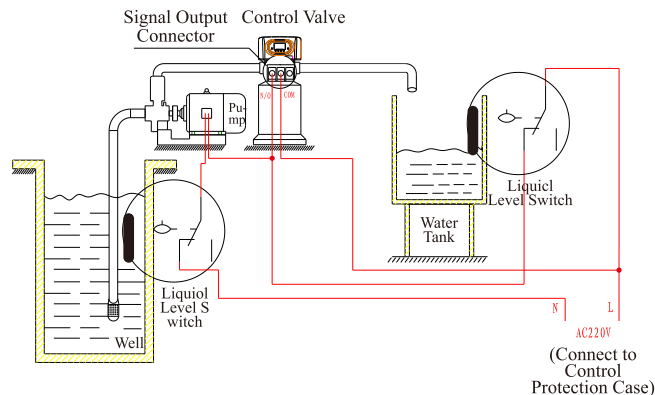 Signal Output
Connector
Control Valve
N/O
COM
Pu-
mp
Liquicl
Level Switch
Water
Tank
Liquiol
Level S
witch
Well
N
L
AC220V
(Connect to
Control
Protection Case)